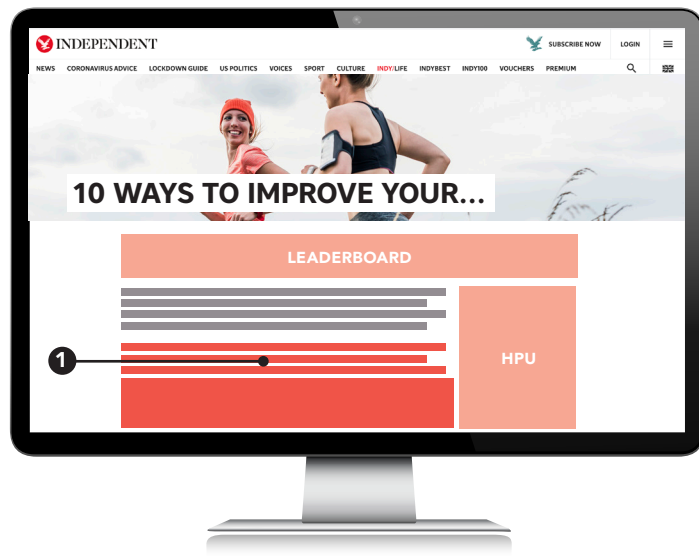 INDEPENDENT
SUBSCRIBE NOW LOGIN
NEWS CORONAVIRUS ADVICE LOCKDOWN GUIDE US POLITICS VOICES SPORT CULTURE INDY/LIFE INDYBEST INDY100 VOUCHERS PREMIUM
10 WAYS TO IMPROVE YOUR...
LEADERBOARD
1
HPU